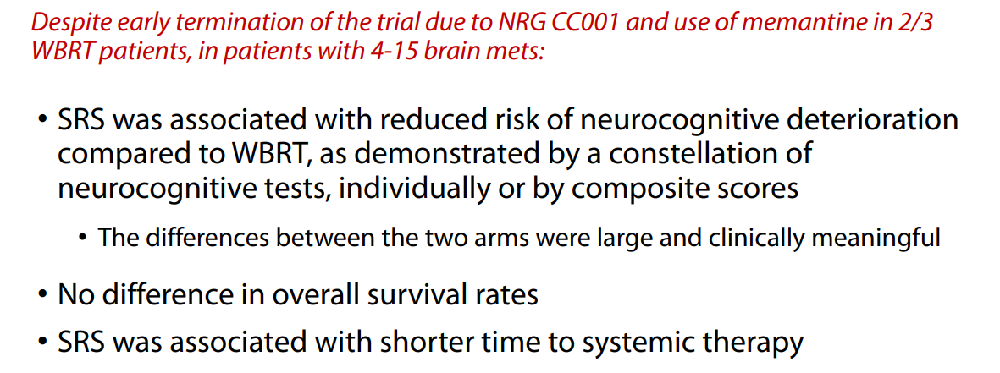 Despite early termination of the trial due to NRG CC001 and use of memantine in 2/3
WBRT patients, in patients with 4-15 brain mets:
• SRS was associated with reduced risk of neurocognitive deterioration
compared to WBRT, as demonstrated by a constellation of
neurocognitive tests, individually or by composite scores
• The differences between the two arms were large and clinically meaningful
• No difference in overall survival rates
• SRS was associated with shorter time to systemic therapy